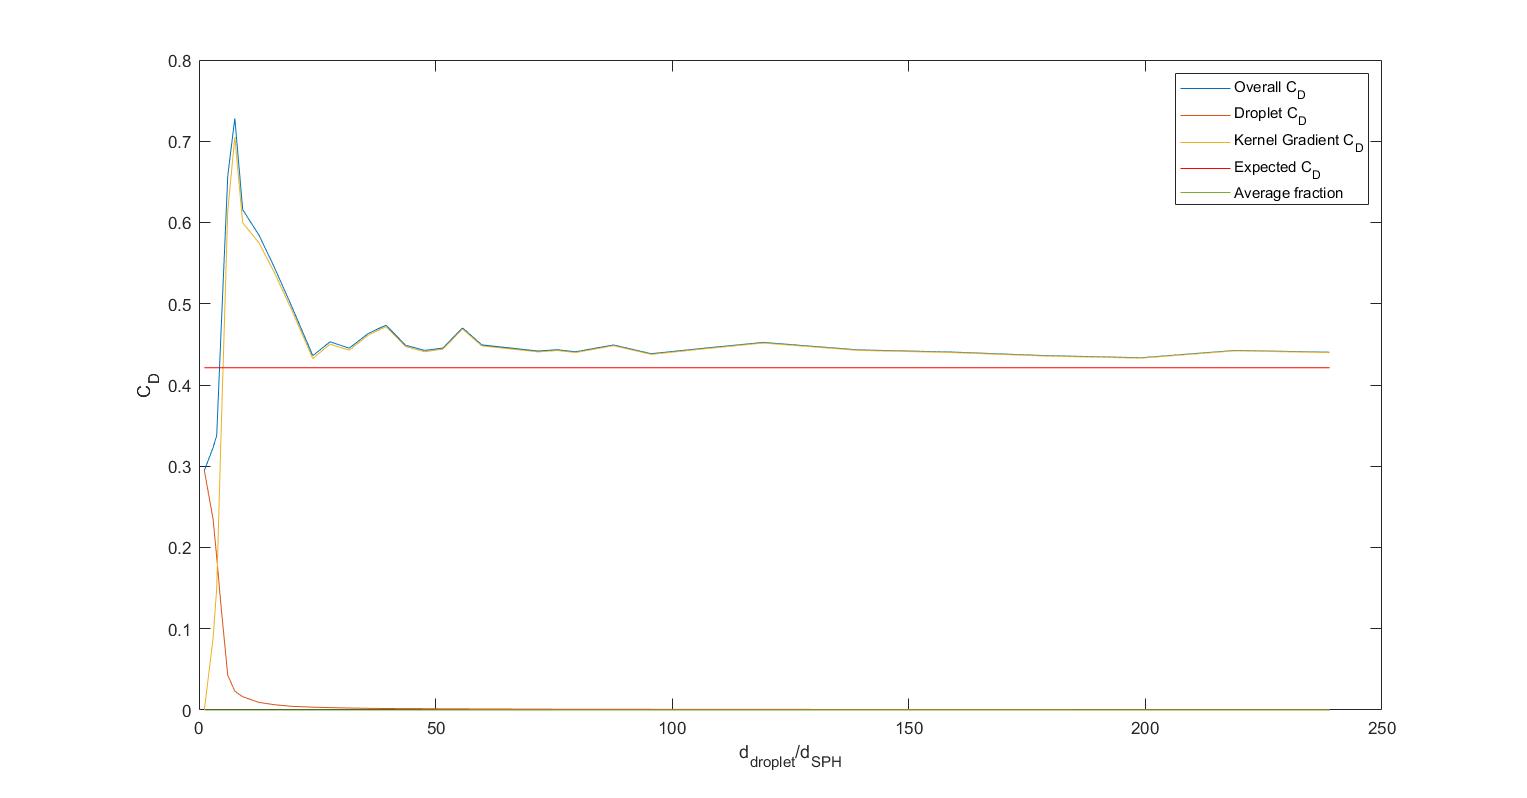 0.8
0.7
0.6
0.5
0.4
0.3
0.2
0.1
0
C_D
Overall C_D
Droplet C_D
Kernel Gradient C_D
Expected C_D
Average fraction
0 50 100 150 200 250
d_droplet/d_SPH